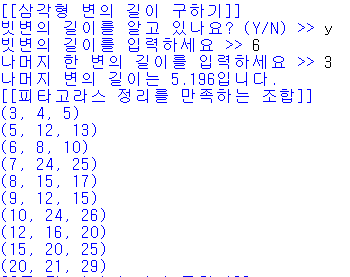 [[삼각형 변의 길이 구하기]]
빗변의 길이를 알고 있나요? (Y/N) >> y
빗변의 길이를 입력하세요 >> 6
나머지 한 변의 길이를 입력하세요 >> 3
나머지 변의 길이는 5.196입니다.
[[피타고라스 정리를 만족하는 조합]]
(3, 4, 5)
(5, 12, 13)
(6, 8, 10)
(7, 24, 25)
(8, 15, 17)
(9, 12, 15)
(10, 24, 26)
(12, 16, 20)
(15, 20, 25)
(20, 21, 29)